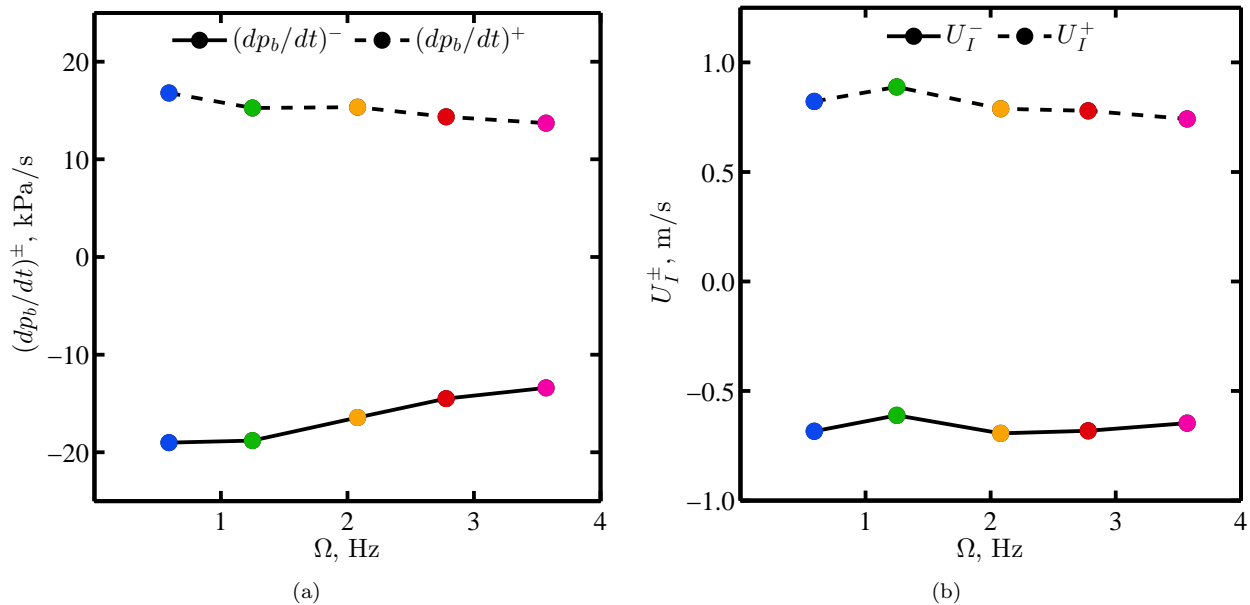 (dp_b/dt)^− (dp_b/dt)^+
20
10
0
−10
−20
(dp_b/dt)^±, kPa/s
1 2 3 4
Ω, Hz
(a)
U_I^− U_I^+
1.0
0.5
0.0
−0.5
−1.0
U_I^±, m/s
1 2 3 4
Ω, Hz
(b)